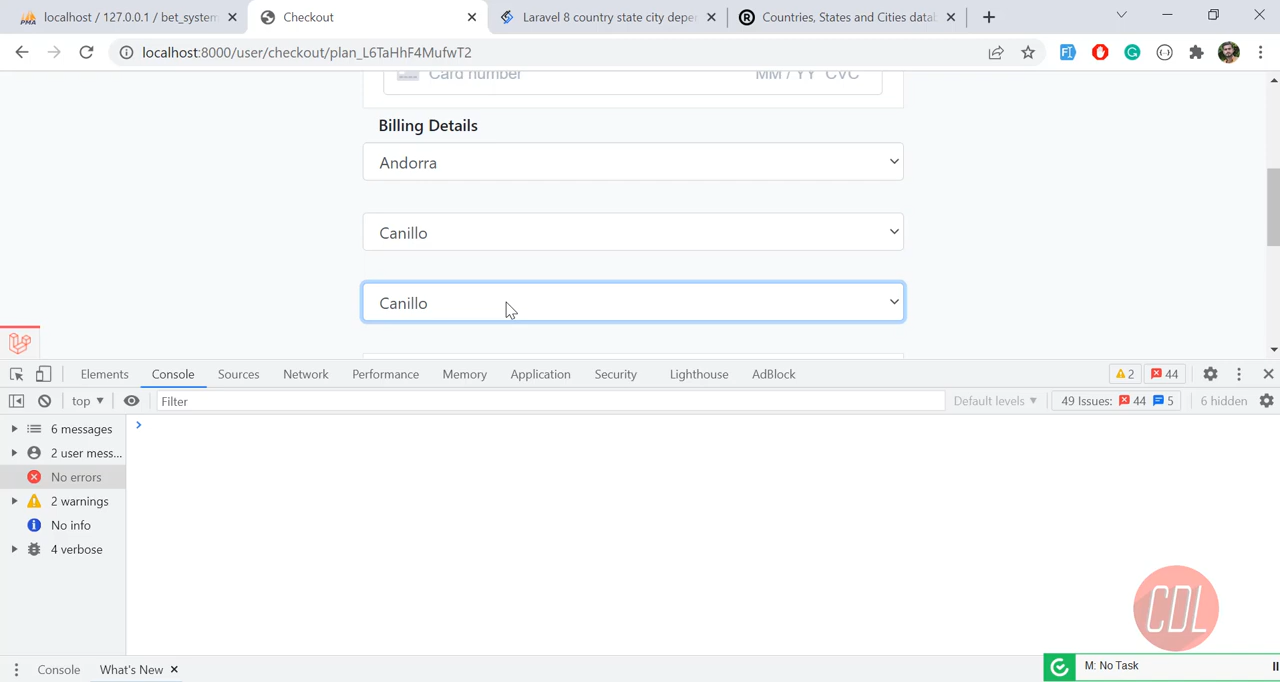 localhost / 127.0.0.1 / bet_system
Checkout
Laravel 8 country state city depe
Countries, States and Cities datal
localhost:8000/user/checkout/plan_L6TaHhF4MufwT2
Card number MM / YY CVC
Billing Details
Andorra
Canillo
Canillo
Elements Console Sources Network Performance Memory Application Security Lighthouse AdBlock 2 44
top Filter Default levels 49 Issues: 44 5 6 hidden
6 messages
2 user mess...
No errors
2 warnings
No info
4 verbose
CDL
Console What's New
M: No Task